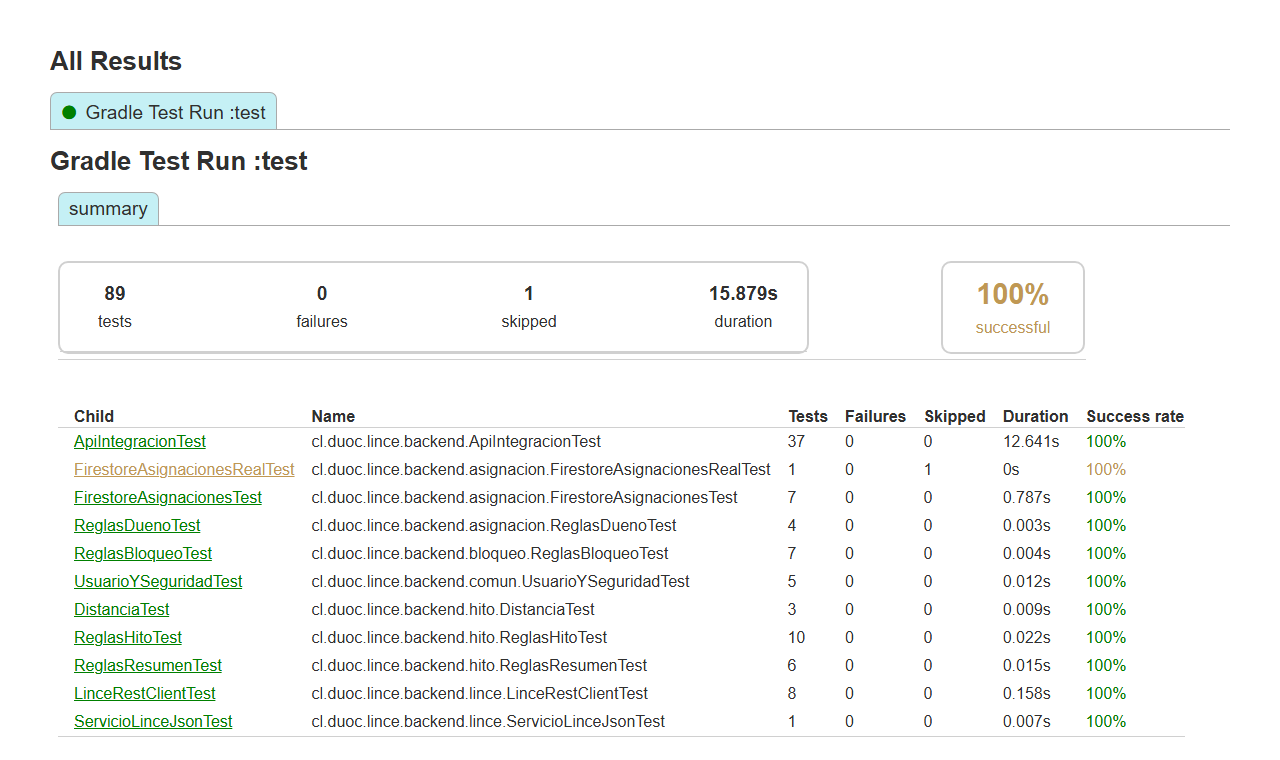 All Results
Gradle Test Run :test
Gradle Test Run :test
summary
89 0 1 15.879s 100%
tests failures skipped duration successful
Child Name Tests Failures Skipped Duration Success rate
ApiIntegracionTest cl.duoc.lince.backend.ApiIntegracionTest 37 0 0 12.641s 100%
FirestoreAsignacionesRealTest cl.duoc.lince.backend.asignacion.FirestoreAsignacionesRealTest 1 0 1 0s 100%
FirestoreAsignacionesTest cl.duoc.lince.backend.asignacion.FirestoreAsignacionesTest 7 0 0 0.787s 100%
ReglasDuenoTest cl.duoc.lince.backend.asignacion.ReglasDuenoTest 4 0 0 0.003s 100%
ReglasBloqueoTest cl.duoc.lince.backend.bloqueo.ReglasBloqueoTest 7 0 0 0.004s 100%
UsuarioYSeguridadTest cl.duoc.lince.backend.comun.UsuarioYSeguridadTest 5 0 0 0.012s 100%
DistanciaTest cl.duoc.lince.backend.hito.DistanciaTest 3 0 0 0.009s 100%
ReglasHitoTest cl.duoc.lince.backend.hito.ReglasHitoTest 10 0 0 0.022s 100%
ReglasResumenTest cl.duoc.lince.backend.hito.ReglasResumenTest 6 0 0 0.015s 100%
LinceRestClientTest cl.duoc.lince.backend.lince.LinceRestClientTest 8 0 0 0.158s 100%
ServicioLinceJsonTest cl.duoc.lince.backend.lince.ServicioLinceJsonTest 1 0 0 0.007s 100%